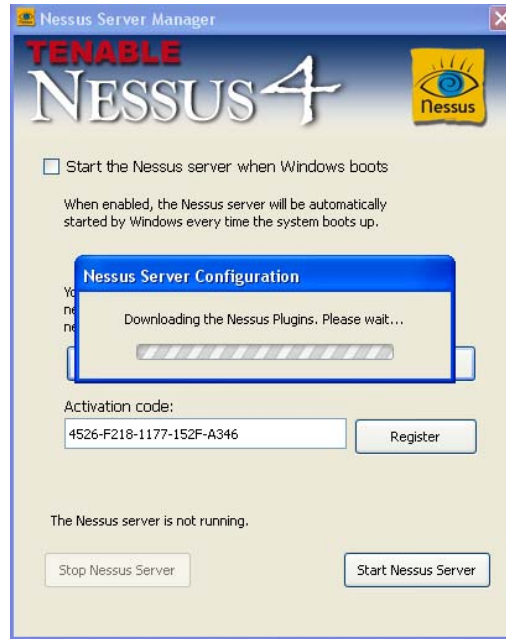 Nessus Server Manager
TENABLE
NESSUS 4
Nessus
Start the Nessus server when Windows boots
When enabled, the Nessus server will be automatically
started by Windows every time the system boots up.
Nessus Server Configuration
Downloading the Nessus Plugins. Please wait...
Activation code:
4526-F218-1177-152F-A346
Register
The Nessus server is not running.
Stop Nessus Server
Start Nessus Server